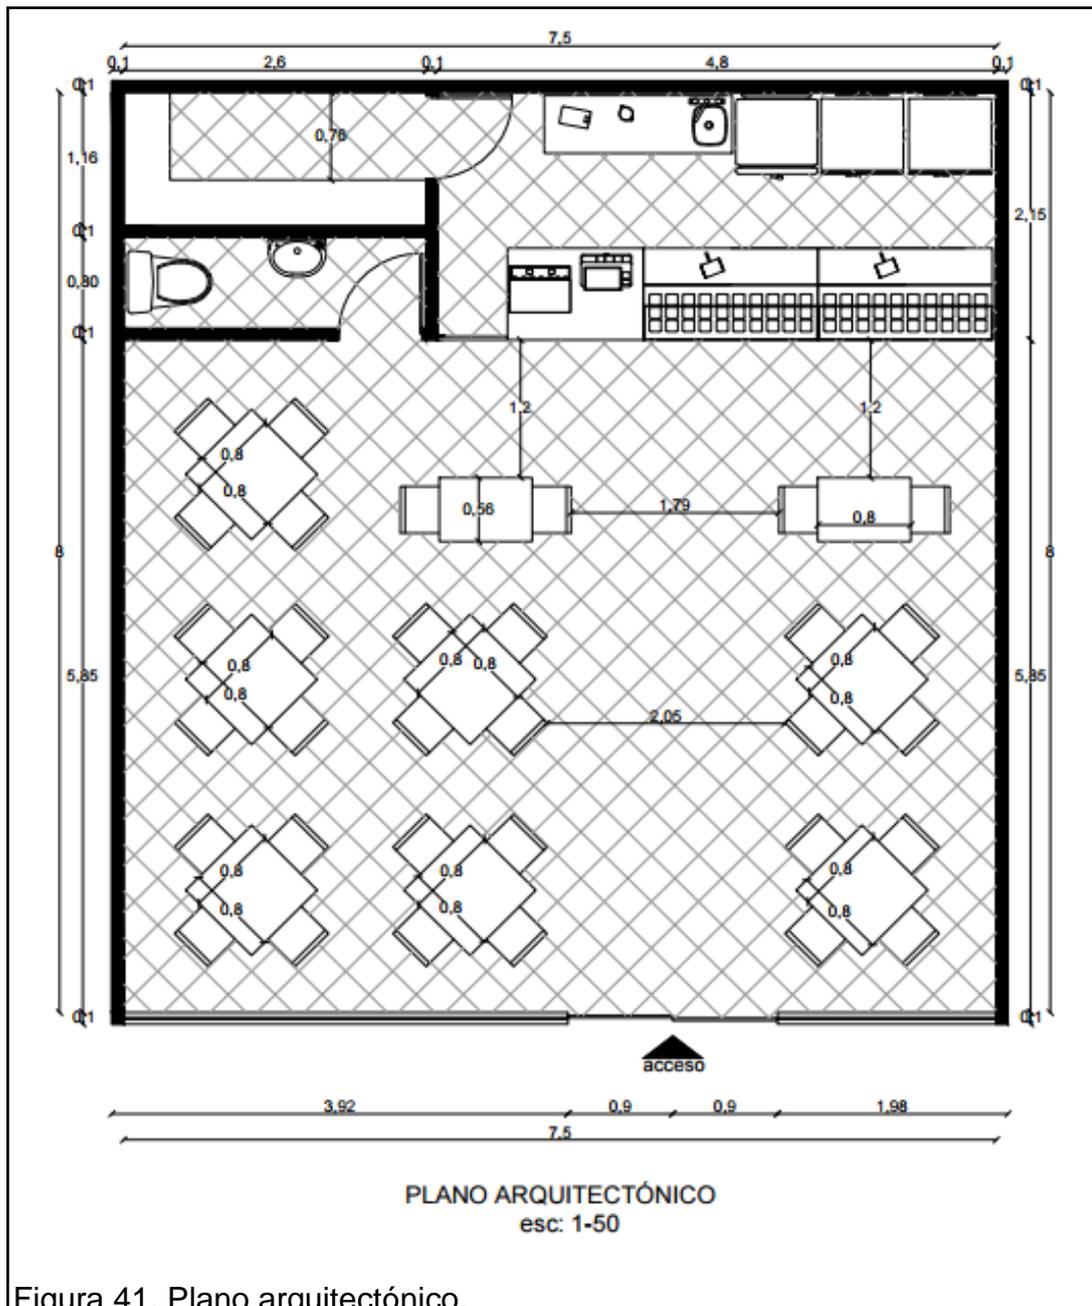 7,5
0,1 2,6 0,1 4,8 0,1
0,1 0,1
0,76
1,16
2,15
0,1
0,80
0,1
1,2 1,2
0,8
0,8
0,56 1,79 0,8
8 8
0,8 0,8 0,8 0,8
0,8 0,8
5,85 5,85
2,05
0,8 0,8 0,8
0,8 0,8 0,8
0,1 0,1
acceso
3,92 0,9 0,9 1,98
7,5
PLANO ARQUITECTÓNICO
esc: 1-50
Figura 41. Plano arquitectónico.